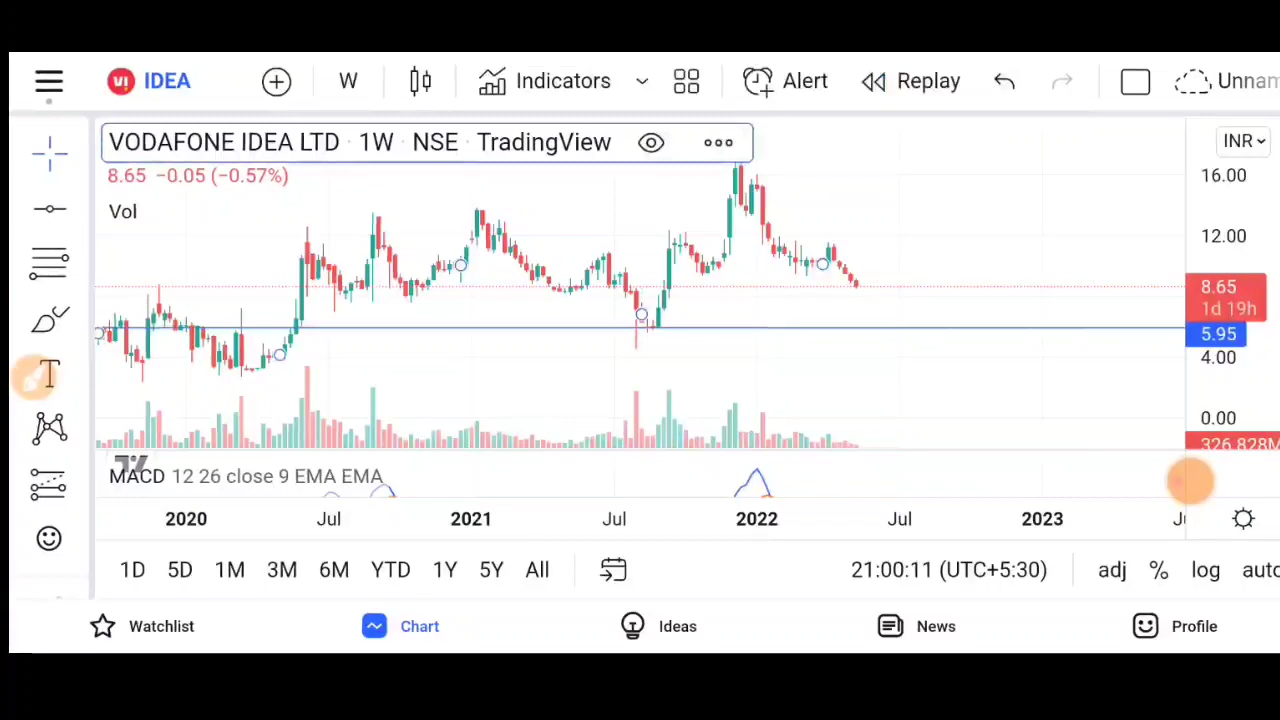 IDEA W Indicators Alert Replay Unnam
VODAFONE IDEA LTD · 1W · NSE · TradingView
INR
8.65 −0.05 (−0.57%)
Vol
16.00
12.00
8.65
1d 19h
5.95
4.00
0.00
326.828M
MACD 12 26 close 9 EMA EMA
2020 Jul 2021 Jul 2022 Jul 2023
1D 5D 1M 3M 6M YTD 1Y 5Y All 21:00:11 (UTC+5:30) adj % log auto
Watchlist Chart Ideas News Profile